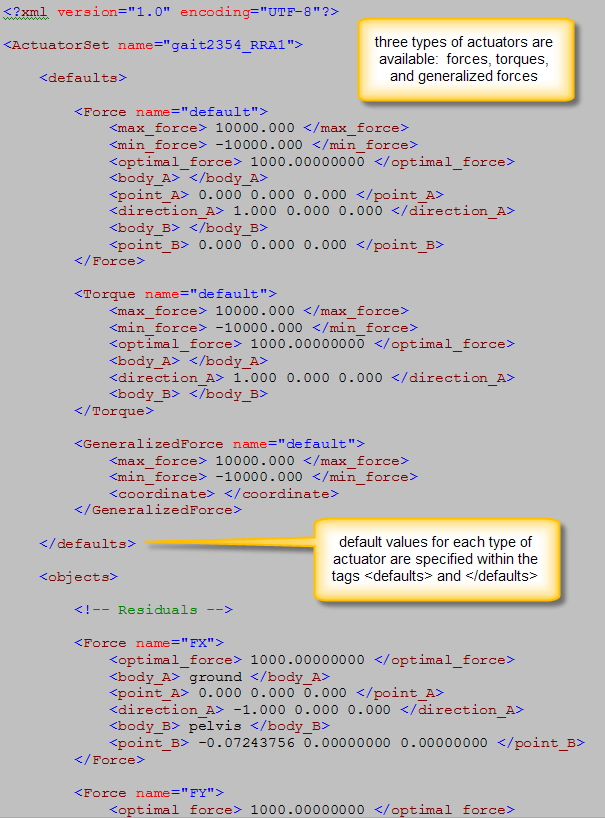 <?xml version="1.0" encoding="UTF-8"?>
<ActuatorSet name="gait2354_RRA1">
three types of actuators are
available: forces, torques,
and generalized forces
<defaults>
<Force name="default">
<max_force> 10000.000 </max_force>
<min_force> -10000.000 </min_force>
<optimal_force> 1000.00000000 </optimal_force>
<body_A> </body_A>
<point_A> 0.000 0.000 0.000 </point_A>
<direction_A> 1.000 0.000 0.000 </direction_A>
<body_B> </body_B>
<point_B> 0.000 0.000 0.000 </point_B>
</Force>
<Torque name="default">
<max_force> 10000.000 </max_force>
<min_force> -10000.000 </min_force>
<optimal_force> 1000.00000000 </optimal_force>
<body_A> </body_A>
<direction_A> 1.000 0.000 0.000 </direction_A>
<body_B> </body_B>
</Torque>
<GeneralizedForce name="default">
<max_force> 10000.000 </max_force>
<min_force> -10000.000 </min_force>
<coordinate> </coordinate>
</GeneralizedForce>
</defaults>
default values for each type of
actuator are specified within the
tags <defaults> and </defaults>
<objects>
<!-- Residuals -->
<Force name="FX">
<optimal_force> 1000.00000000 </optimal_force>
<body_A> ground </body_A>
<point_A> 0.000 0.000 0.000 </point_A>
<direction_A> -1.000 0.000 0.000 </direction_A>
<body_B> pelvis </body_B>
<point_B> -0.07243756 0.00000000 0.00000000 </point_B>
</Force>
<Force name="FY">
<optimal_force> 1000.00000000 </optimal_force>